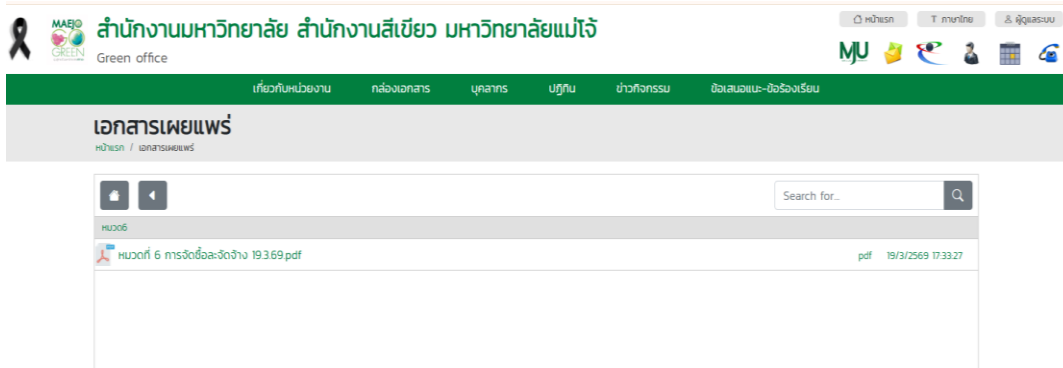 MAEJO
GREEN
สำนักงานมหาวิทยาลัย สำนักงานสีเขียว มหาวิทยาลัยแม่โจ้
Green office
หน้าแรก
T ภาษาไทย
ผู้ดูแลระบบ
MJU
เกี่ยวกับหน่วยงาน กล่องเอกสาร บุคลากร ปฏิทิน ข่าวกิจกรรม ข้อเสนอแนะ-ข้อร้องเรียน
เอกสารเผยแพร่
หน้าแรก / เอกสารเผยแพร่
Search for...
หมวด6
หมวดที่ 6 การจัดซื้อละจัดจ้าง 19.3.69.pdf pdf 19/3/2569 17:33:27